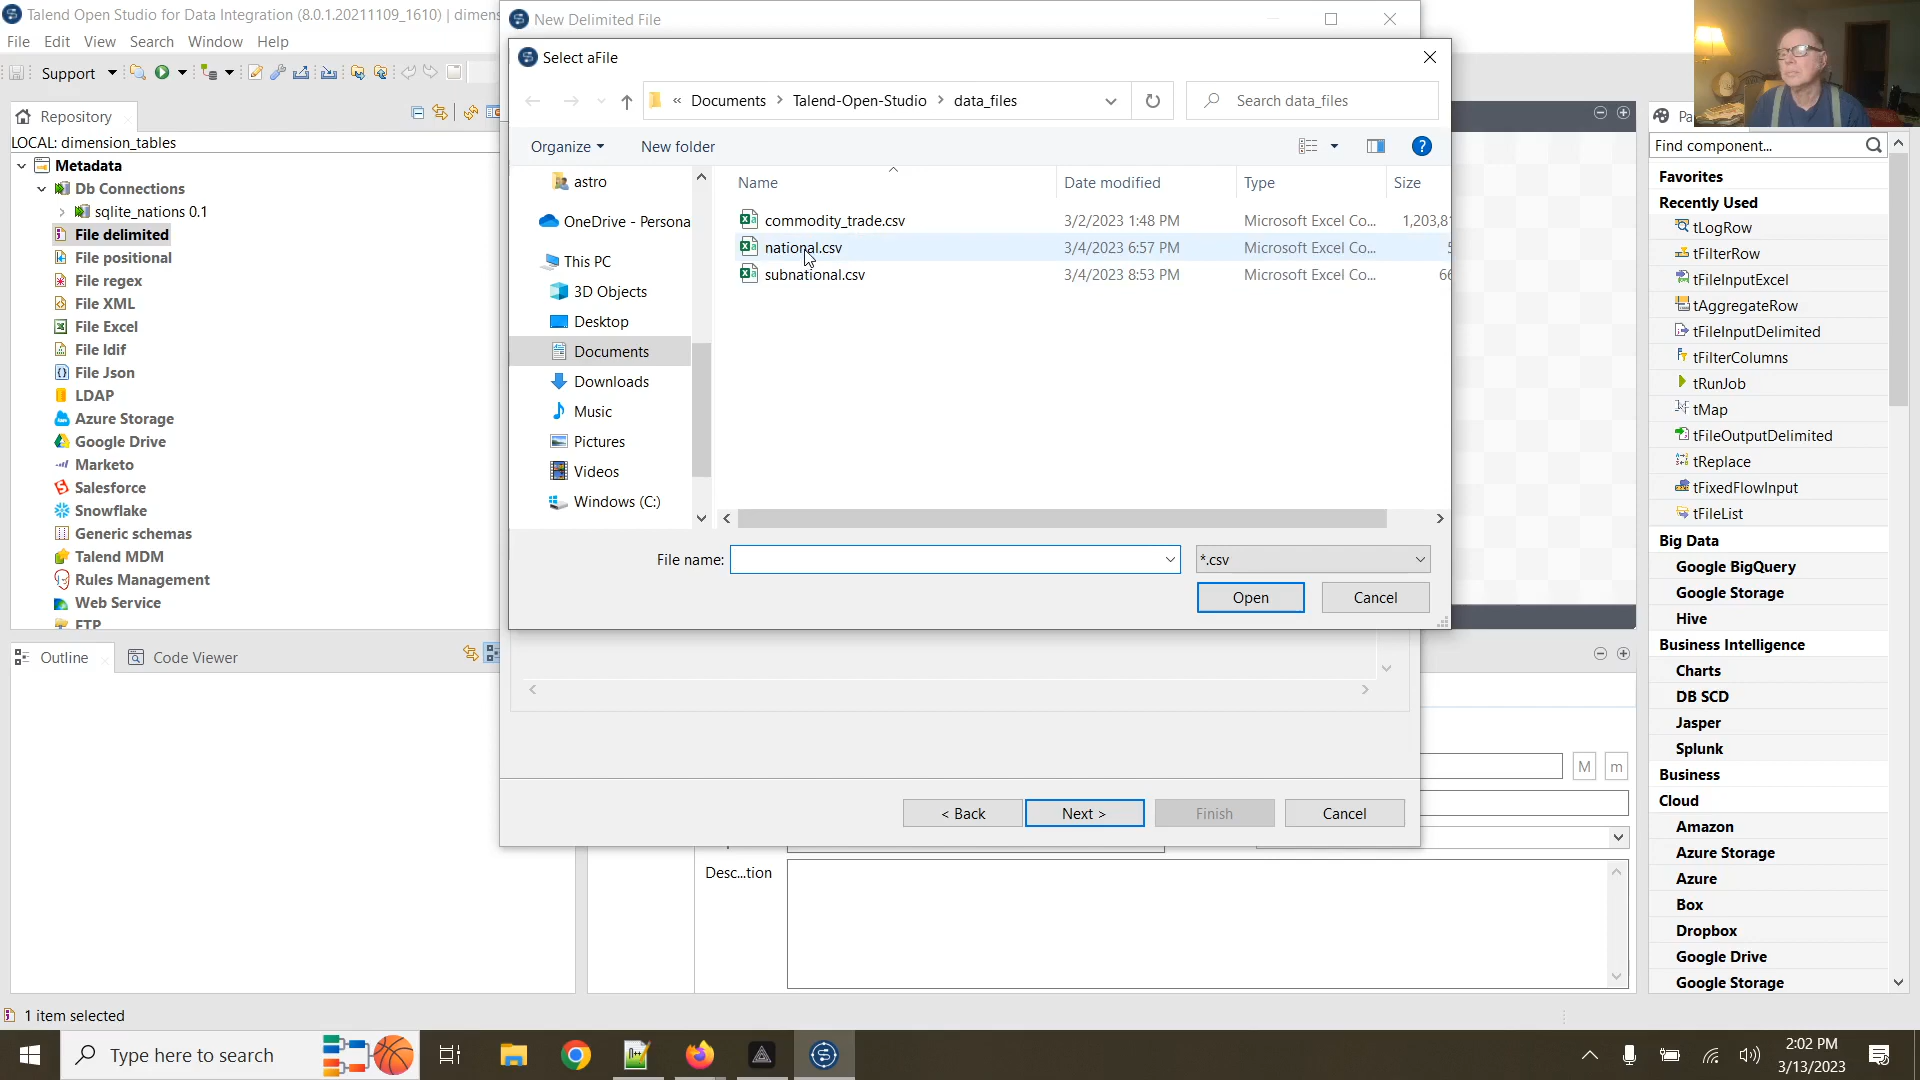 Talend Open Studio for Data Integration (8.0.1.20211109_1610) | dimens
File Edit View Search Window Help
Support
Repository
LOCAL: dimension_tables
Metadata
Db Connections
sqlite_nations 0.1
File delimited
File positional
File regex
File XML
File Excel
File ldif
File Json
LDAP
Azure Storage
Google Drive
Marketo
Salesforce
Snowflake
Generic schemas
Talend MDM
Rules Management
Web Service
FTP
Outline
Code Viewer
1 item selected
New Delimited File
Select aFile
« Documents > Talend-Open-Studio > data_files
Search data_files
Organize
New folder
astro
OneDrive - Persona
This PC
3D Objects
Desktop
Documents
Downloads
Music
Pictures
Videos
Windows (C:)
Name Date modified Type Size
commodity_trade.csv 3/2/2023 1:48 PM Microsoft Excel Co... 1,203,81
national.csv 3/4/2023 6:57 PM Microsoft Excel Co... 5
subnational.csv 3/4/2023 8:53 PM Microsoft Excel Co... 66
File name:
*.csv
Open
Cancel
< Back
Next >
Finish
Cancel
M
m
Desc...tion
Pa
Find component...
Favorites
Recently Used
tLogRow
tFilterRow
tFileInputExcel
tAggregateRow
tFileInputDelimited
tFilterColumns
tRunJob
tMap
tFileOutputDelimited
tReplace
tFixedFlowInput
tFileList
Big Data
Google BigQuery
Google Storage
Hive
Business Intelligence
Charts
DB SCD
Jasper
Splunk
Business
Cloud
Amazon
Azure Storage
Azure
Box
Dropbox
Google Drive
Google Storage
Type here to search
2:02 PM
3/13/2023